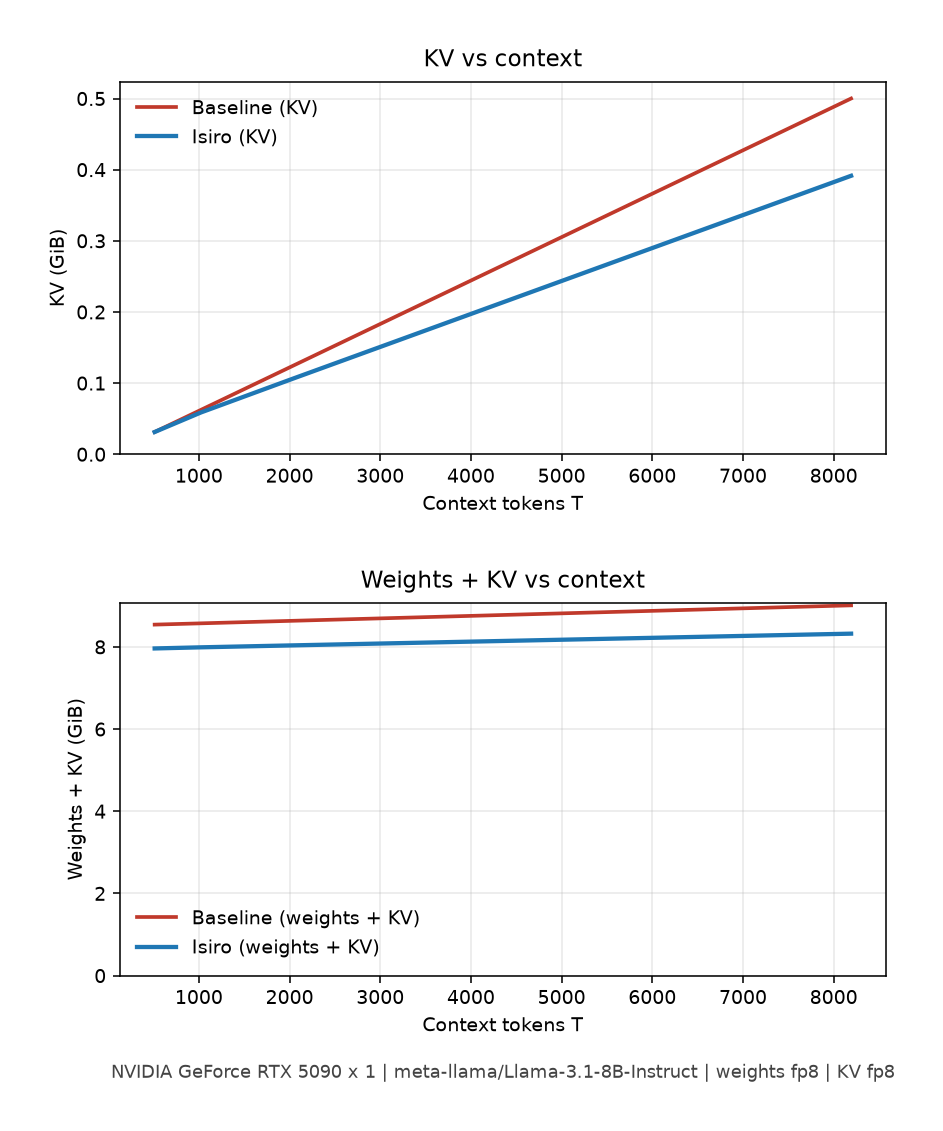 KV vs context
Baseline (KV)
Isiro (KV)
KV (GiB)
0.5
0.4
0.3
0.2
0.1
0.0
1000 2000 3000 4000 5000 6000 7000 8000
Context tokens T
Weights + KV vs context
Weights + KV (GiB)
8
6
4
2
0
Baseline (weights + KV)
Isiro (weights + KV)
1000 2000 3000 4000 5000 6000 7000 8000
Context tokens T
NVIDIA GeForce RTX 5090 x 1 | meta-llama/Llama-3.1-8B-Instruct | weights fp8 | KV fp8